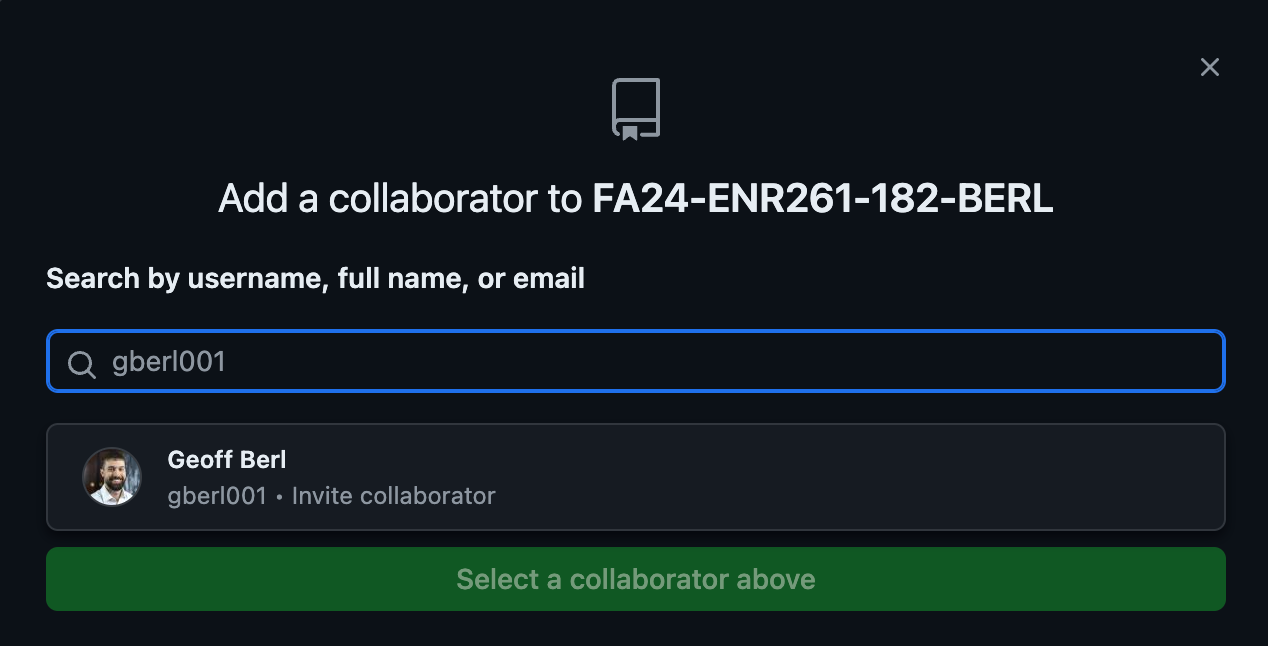 Add a collaborator to FA24-ENR261-182-BERL
Search by username, full name, or email
gberl001
Geoff Berl
gberl001 • Invite collaborator
Select a collaborator above